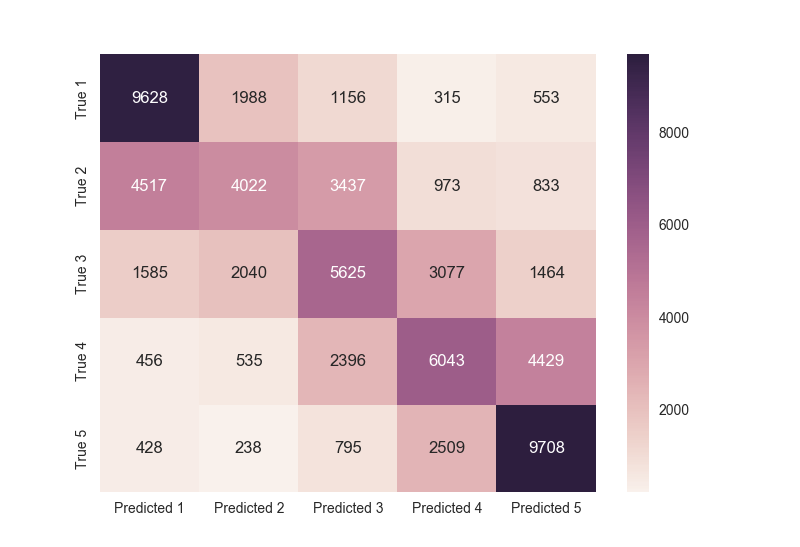 True 1 9628 1988 1156 315 553
8000
True 2 4517 4022 3437 973 833
6000
True 3 1585 2040 5625 3077 1464
4000
True 4 456 535 2396 6043 4429
2000
True 5 428 238 795 2509 9708
Predicted 1 Predicted 2 Predicted 3 Predicted 4 Predicted 5